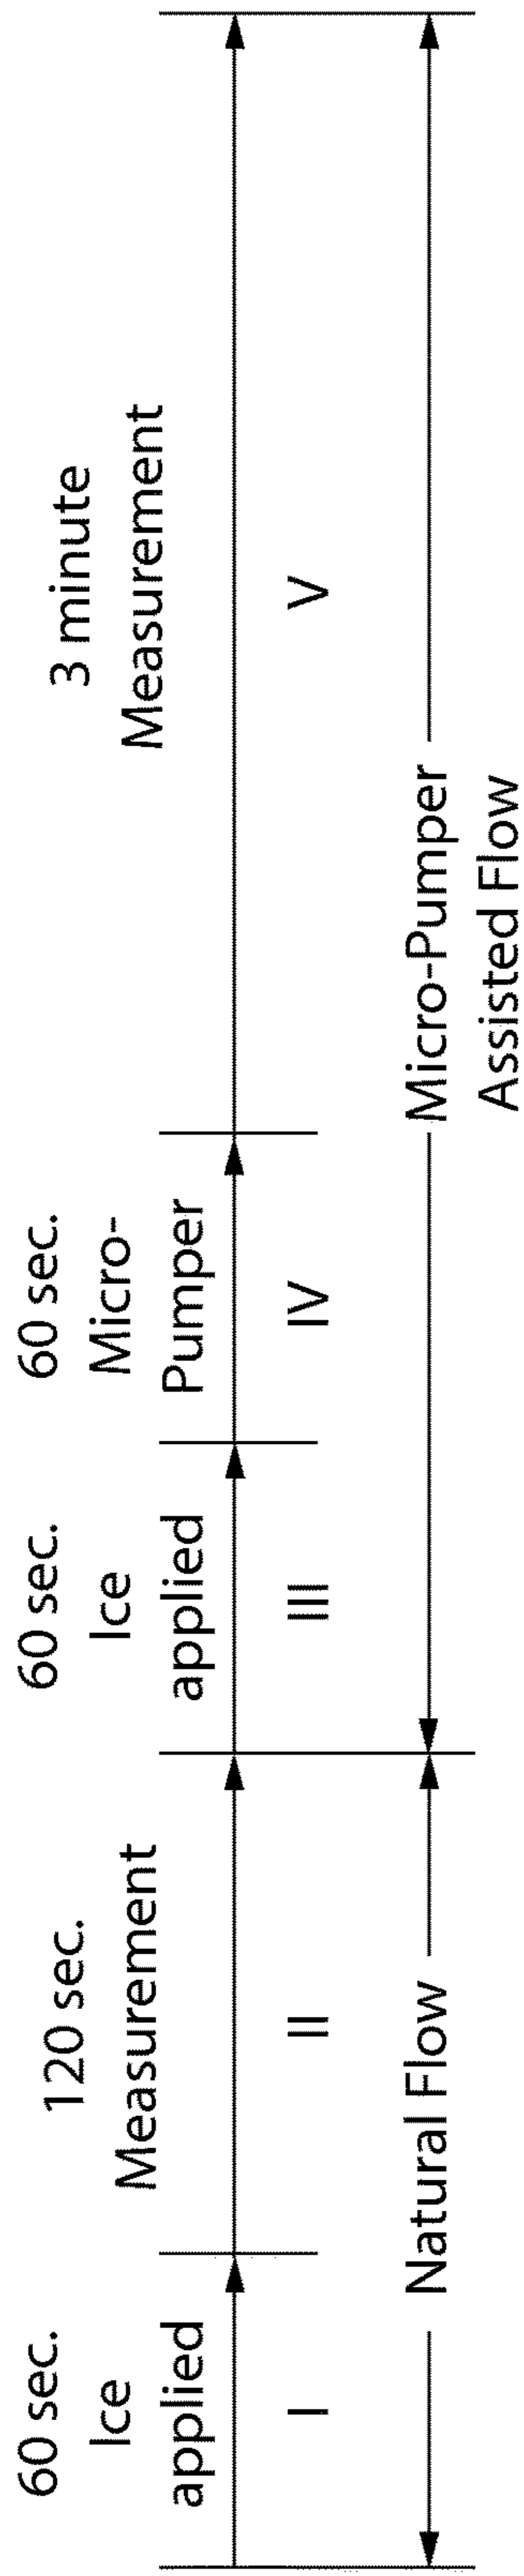 60 sec.
Ice
applied
120 sec.
Measurement
60 sec.
Ice
applied
60 sec.
Micro-
Pumper
3 minute
Measurement
I
II
III
IV
V
Natural Flow
Micro-Pumper
Assisted Flow